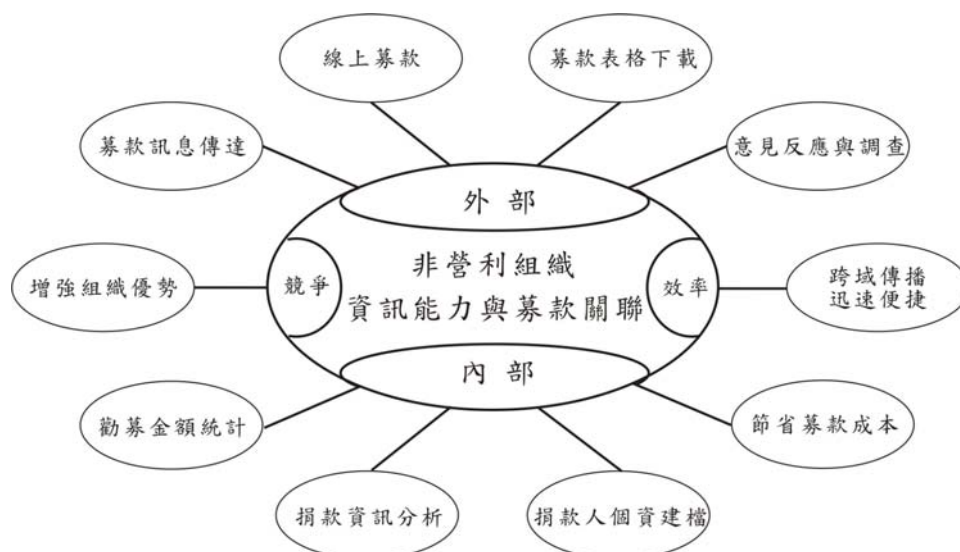 線上募款
募款表格下載
募款訊息傳達
意見反應與調查
外部
增強組織優勢
競爭
非營利組織
資訊能力與募款關聯
效率
跨域傳播
迅速便捷
內部
勸募金額統計
節省募款成本
捐款資訊分析
捐款人個資建檔